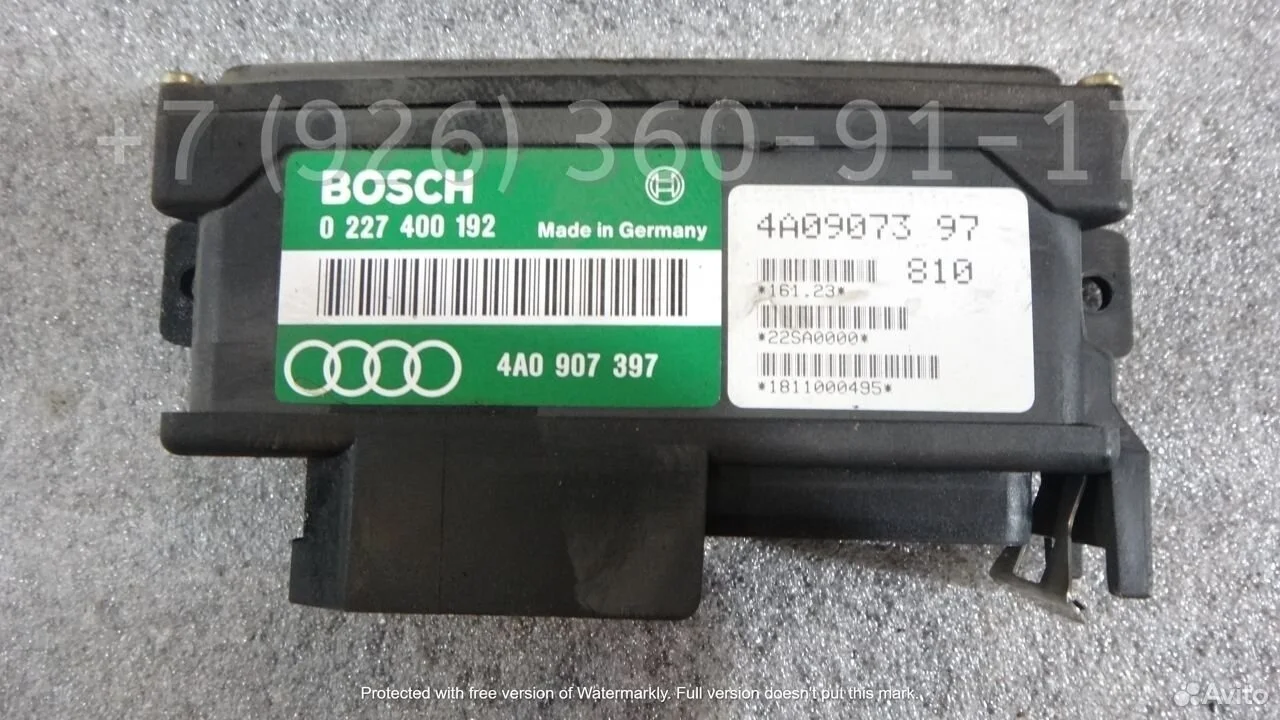 +7 (926) 360-91-17
BOSCH
0 227 400 192 Made in Germany
4A0 907 397
4A09073 97
810
*161.23*
*22SA0000*
*1811000495*
Protected with free version of Watermarkly. Full version doesn't put this mark.
Avito